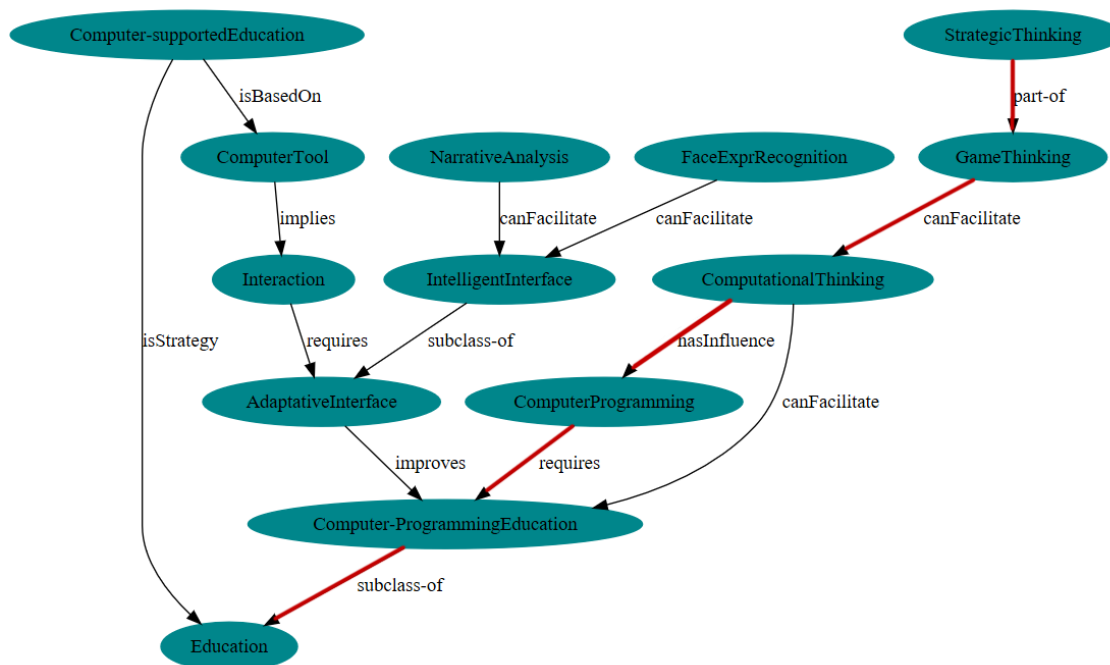 Computer-supportedEducation
StrategicThinking
isBasedOn
part-of
ComputerTool
NarrativeAnalysis
FaceExprRecognition
GameThinking
implies
canFacilitate
canFacilitate
canFacilitate
Interaction
IntelligentInterface
ComputationalThinking
isStrategy
requires
subclass-of
hasInfluence
AdaptativeInterface
ComputerProgramming
canFacilitate
improves
requires
Computer-ProgrammingEducation
subclass-of
Education